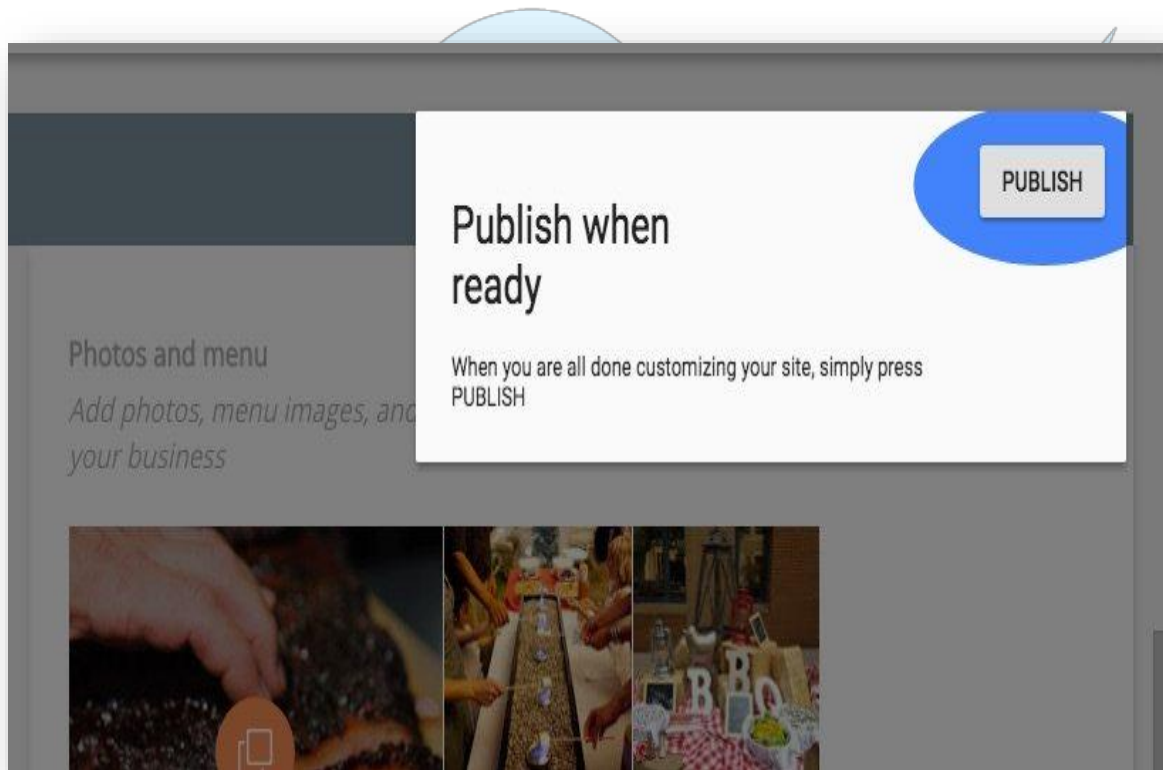 PUBLISH
Publish when
ready
When you are all done customizing your site, simply press
PUBLISH
Photos and menu
Add photos, menu images, and
your business
BBQ